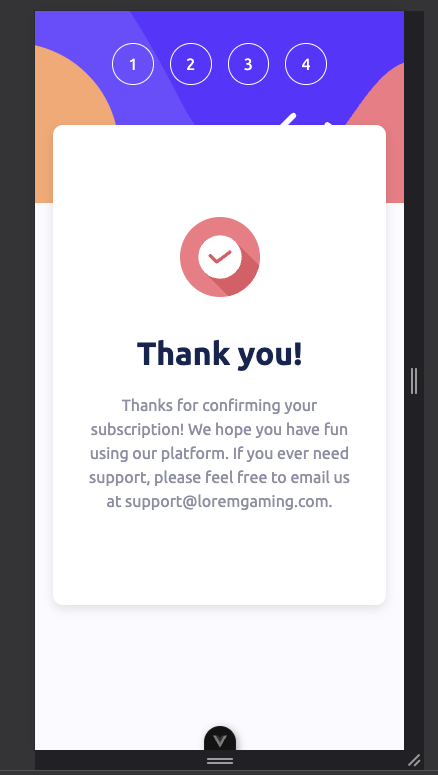 1 2 3 4
Thank you!
Thanks for confirming your
subscription! We hope you have fun
using our platform. If you ever need
support, please feel free to email us
at support@loremgaming.com.